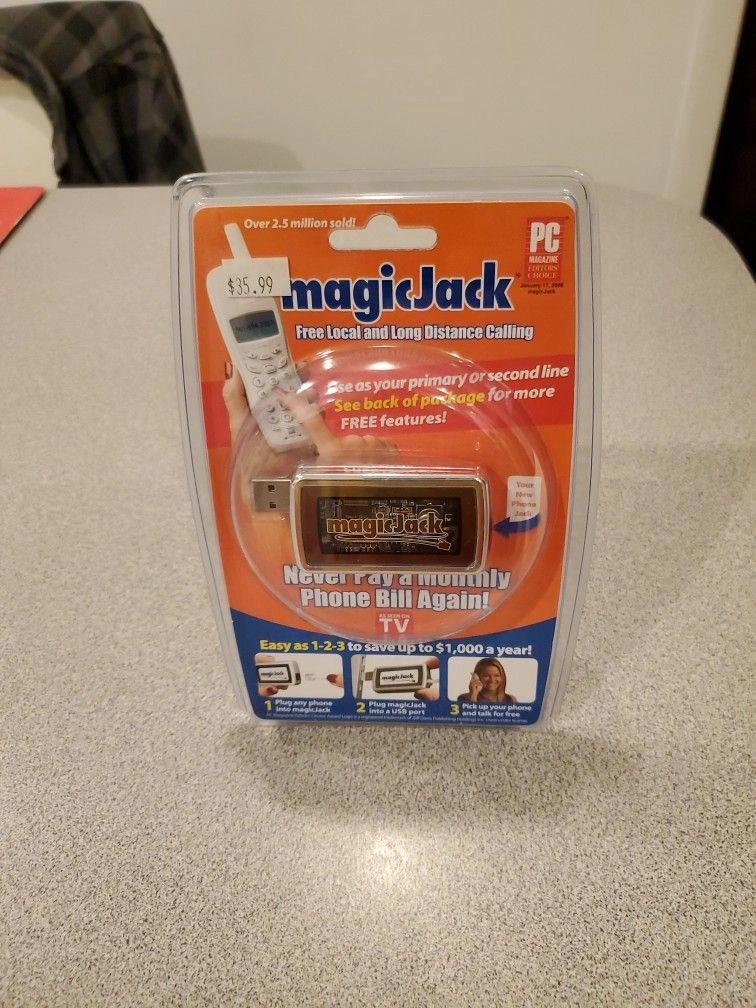 Over 2.5 million sold!
PC
MAGAZINE
EDITORS'
CHOICE
magicJack
$35.99
magicJack
Free Local and Long Distance Calling
use as your primary or second line
See back of package for more
FREE features!
Your
New
Phone
Jack
magicJack
Never Pay a Monthly
Phone Bill Again!
AS SEEN ON
TV
Easy as 1-2-3 to save up to $1,000 a year!
magicJack
magicJack
1 Plug any phone
into magicJack
2 Plug magicJack
into a USB port
3 Pick up your phone
and talk for free